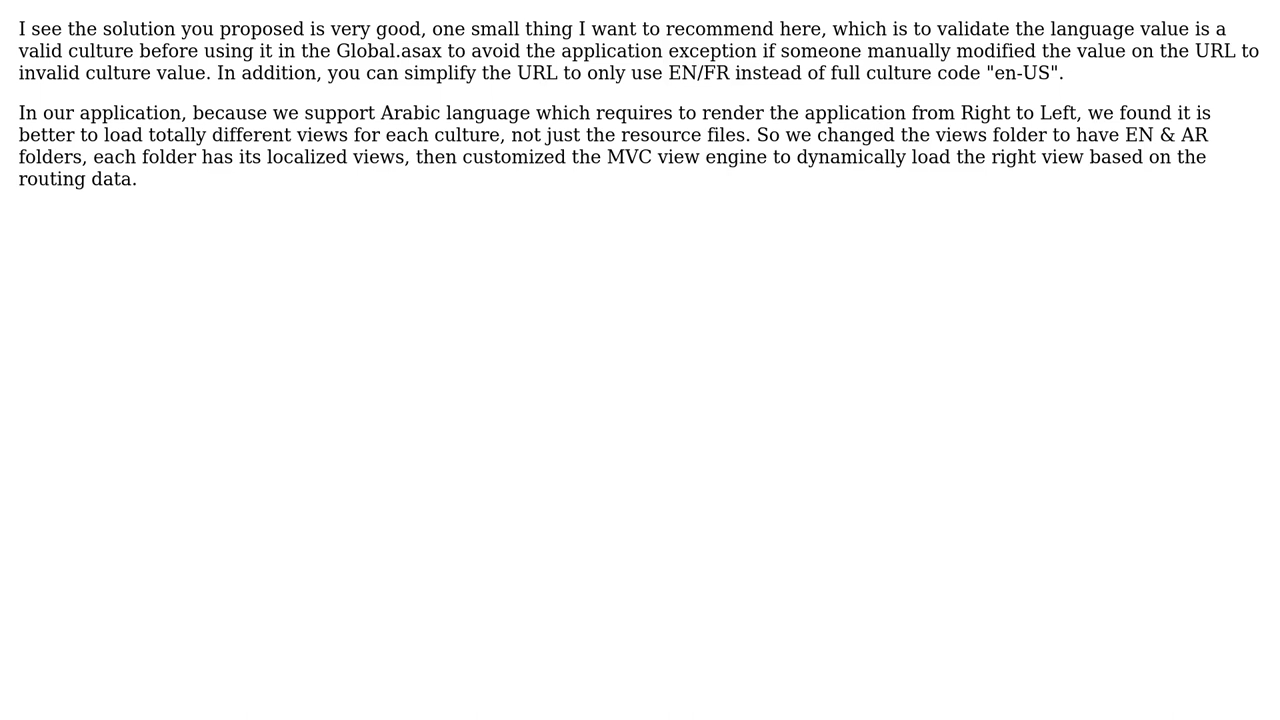 I see the solution you proposed is very good, one small thing I want to recommend here, which is to validate the language value is a
valid culture before using it in the Global.asax to avoid the application exception if someone manually modified the value on the URL to
invalid culture value. In addition, you can simplify the URL to only use EN/FR instead of full culture code "en-US".
In our application, because we support Arabic language which requires to render the application from Right to Left, we found it is
better to load totally different views for each culture, not just the resource files. So we changed the views folder to have EN & AR
folders, each folder has its localized views, then customized the MVC view engine to dynamically load the right view based on the
routing data.